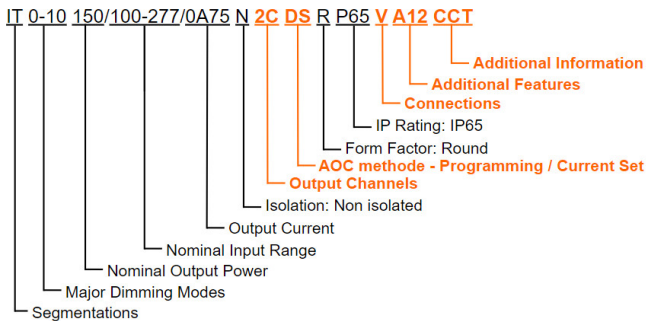 IT 0-10 150/100-277/0A75 N 2C DS R P65 V A12 CCT
Additional Information
Additional Features
Connections
IP Rating: IP65
Form Factor: Round
AOC methode - Programming / Current Set
Output Channels
Isolation: Non isolated
Output Current
Nominal Input Range
Nominal Output Power
Major Dimming Modes
Segmentations